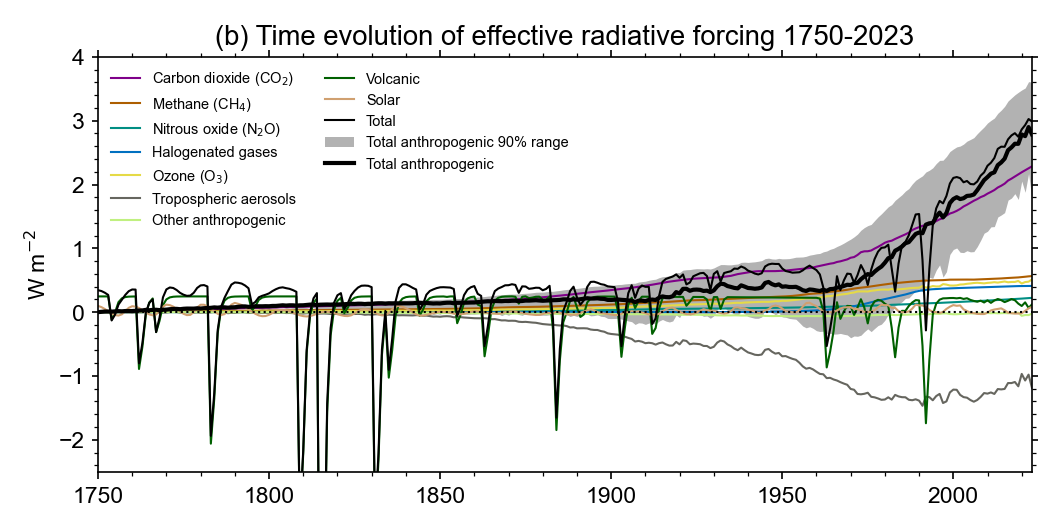 (b) Time evolution of effective radiative forcing 1750-2023
W m⁻²
4
3
2
1
0
−1
−2
Carbon dioxide (CO₂)
Methane (CH₄)
Nitrous oxide (N₂O)
Halogenated gases
Ozone (O₃)
Tropospheric aerosols
Other anthropogenic
Volcanic
Solar
Total
Total anthropogenic 90% range
Total anthropogenic
1750 1800 1850 1900 1950 2000